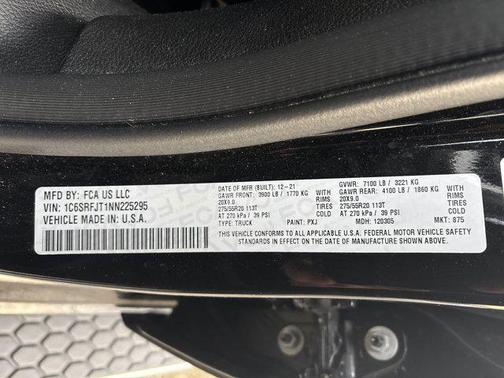 MFD BY: FCA US LLC
VIN: 1C6SRFJT1NN225295
VEHICLE MADE IN U.S.A.
DATE OF MFR (BUILT): 12-21
GAWR FRONT: 3900 LB / 1770 KG WITH
20X9.0 RIMS
275/55R20 113T TIRES
AT 270 kPa / 39 PSI
TYPE: TRUCK PAINT: PXJ
GVWR: 7100 LB / 3221 KG
GAWR REAR: 4100 LB / 1860 KG WITH
20X9.0 RIMS
275/55R20 113T TIRES
AT 270 kPa / 39 PSI
MDH: 120305 MKT: 875
THIS VEHICLE CONFORMS TO ALL APPLICABLE U.S.A. FEDERAL MOTOR VEHICLE SAFETY
STANDARDS IN EFFECT ON THE DATE OF MANUFACTURE SHOWN ABOVE.